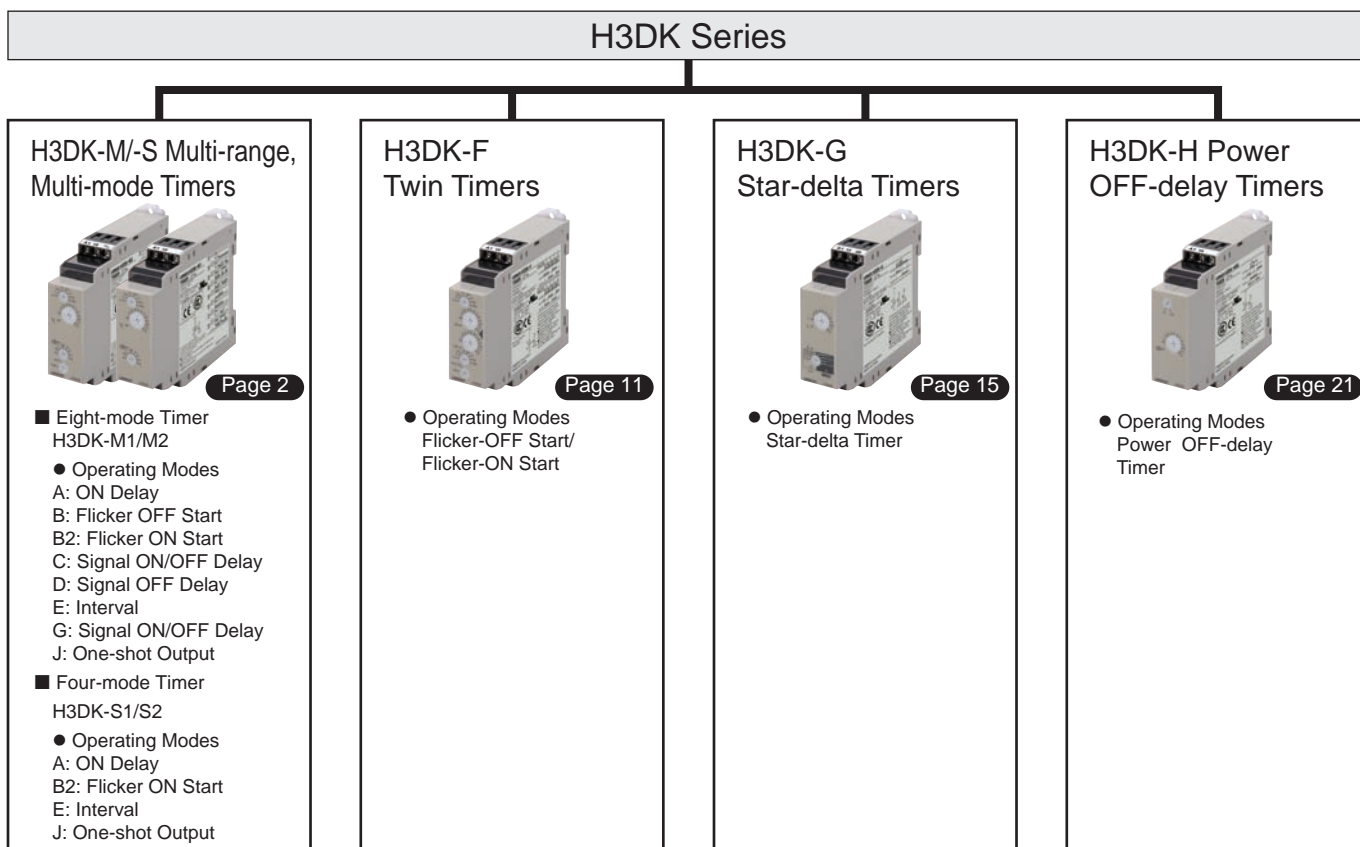 H3DK Series
H3DK-M/-S Multi-range,
Multi-mode Timers
Page 2
■ Eight-mode Timer
H3DK-M1/M2
● Operating Modes
A: ON Delay
B: Flicker OFF Start
B2: Flicker ON Start
C: Signal ON/OFF Delay
D: Signal OFF Delay
E: Interval
G: Signal ON/OFF Delay
J: One-shot Output
■ Four-mode Timer
H3DK-S1/S2
● Operating Modes
A: ON Delay
B2: Flicker ON Start
E: Interval
J: One-shot Output
H3DK-F
Twin Timers
Page 11
● Operating Modes
Flicker-OFF Start/
Flicker-ON Start
H3DK-G
Star-delta Timers
Page 15
● Operating Modes
Star-delta Timer
H3DK-H Power
OFF-delay Timers
Page 21
● Operating Modes
Power OFF-delay
Timer